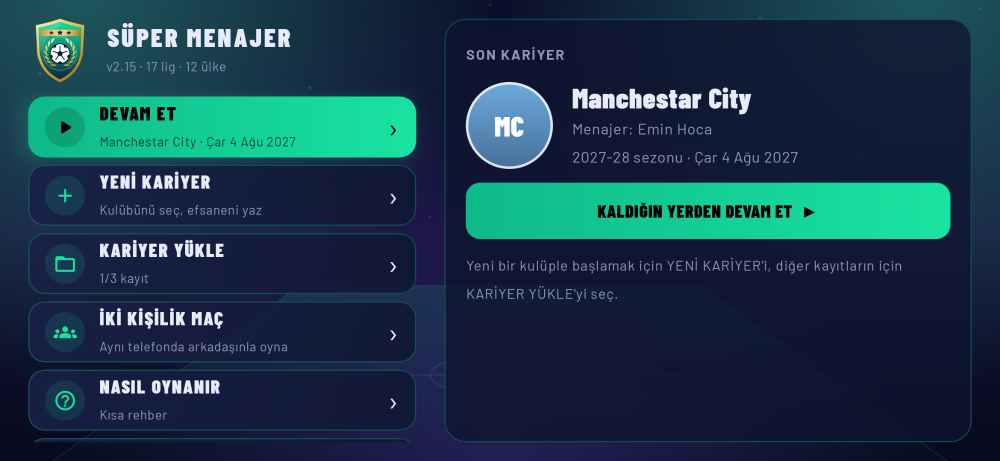 SÜPER MENAJER
v2.15 · 17 lig · 12 ülke
DEVAM ET
Manchestar City · Çar 4 Ağu 2027
YENİ KARİYER
Kulübünü seç, efsaneni yaz
KARİYER YÜKLE
1/3 kayıt
İKİ KİŞİLİK MAÇ
Aynı telefonda arkadaşınla oyna
NASIL OYNANIR
Kısa rehber
SON KARİYER
MC
Manchestar City
Menajer: Emin Hoca
2027-28 sezonu · Çar 4 Ağu 2027
KALDIĞIN YERDEN DEVAM ET
Yeni bir kulüple başlamak için YENİ KARİYER'i, diğer kayıtların için
KARİYER YÜKLE'yi seç.